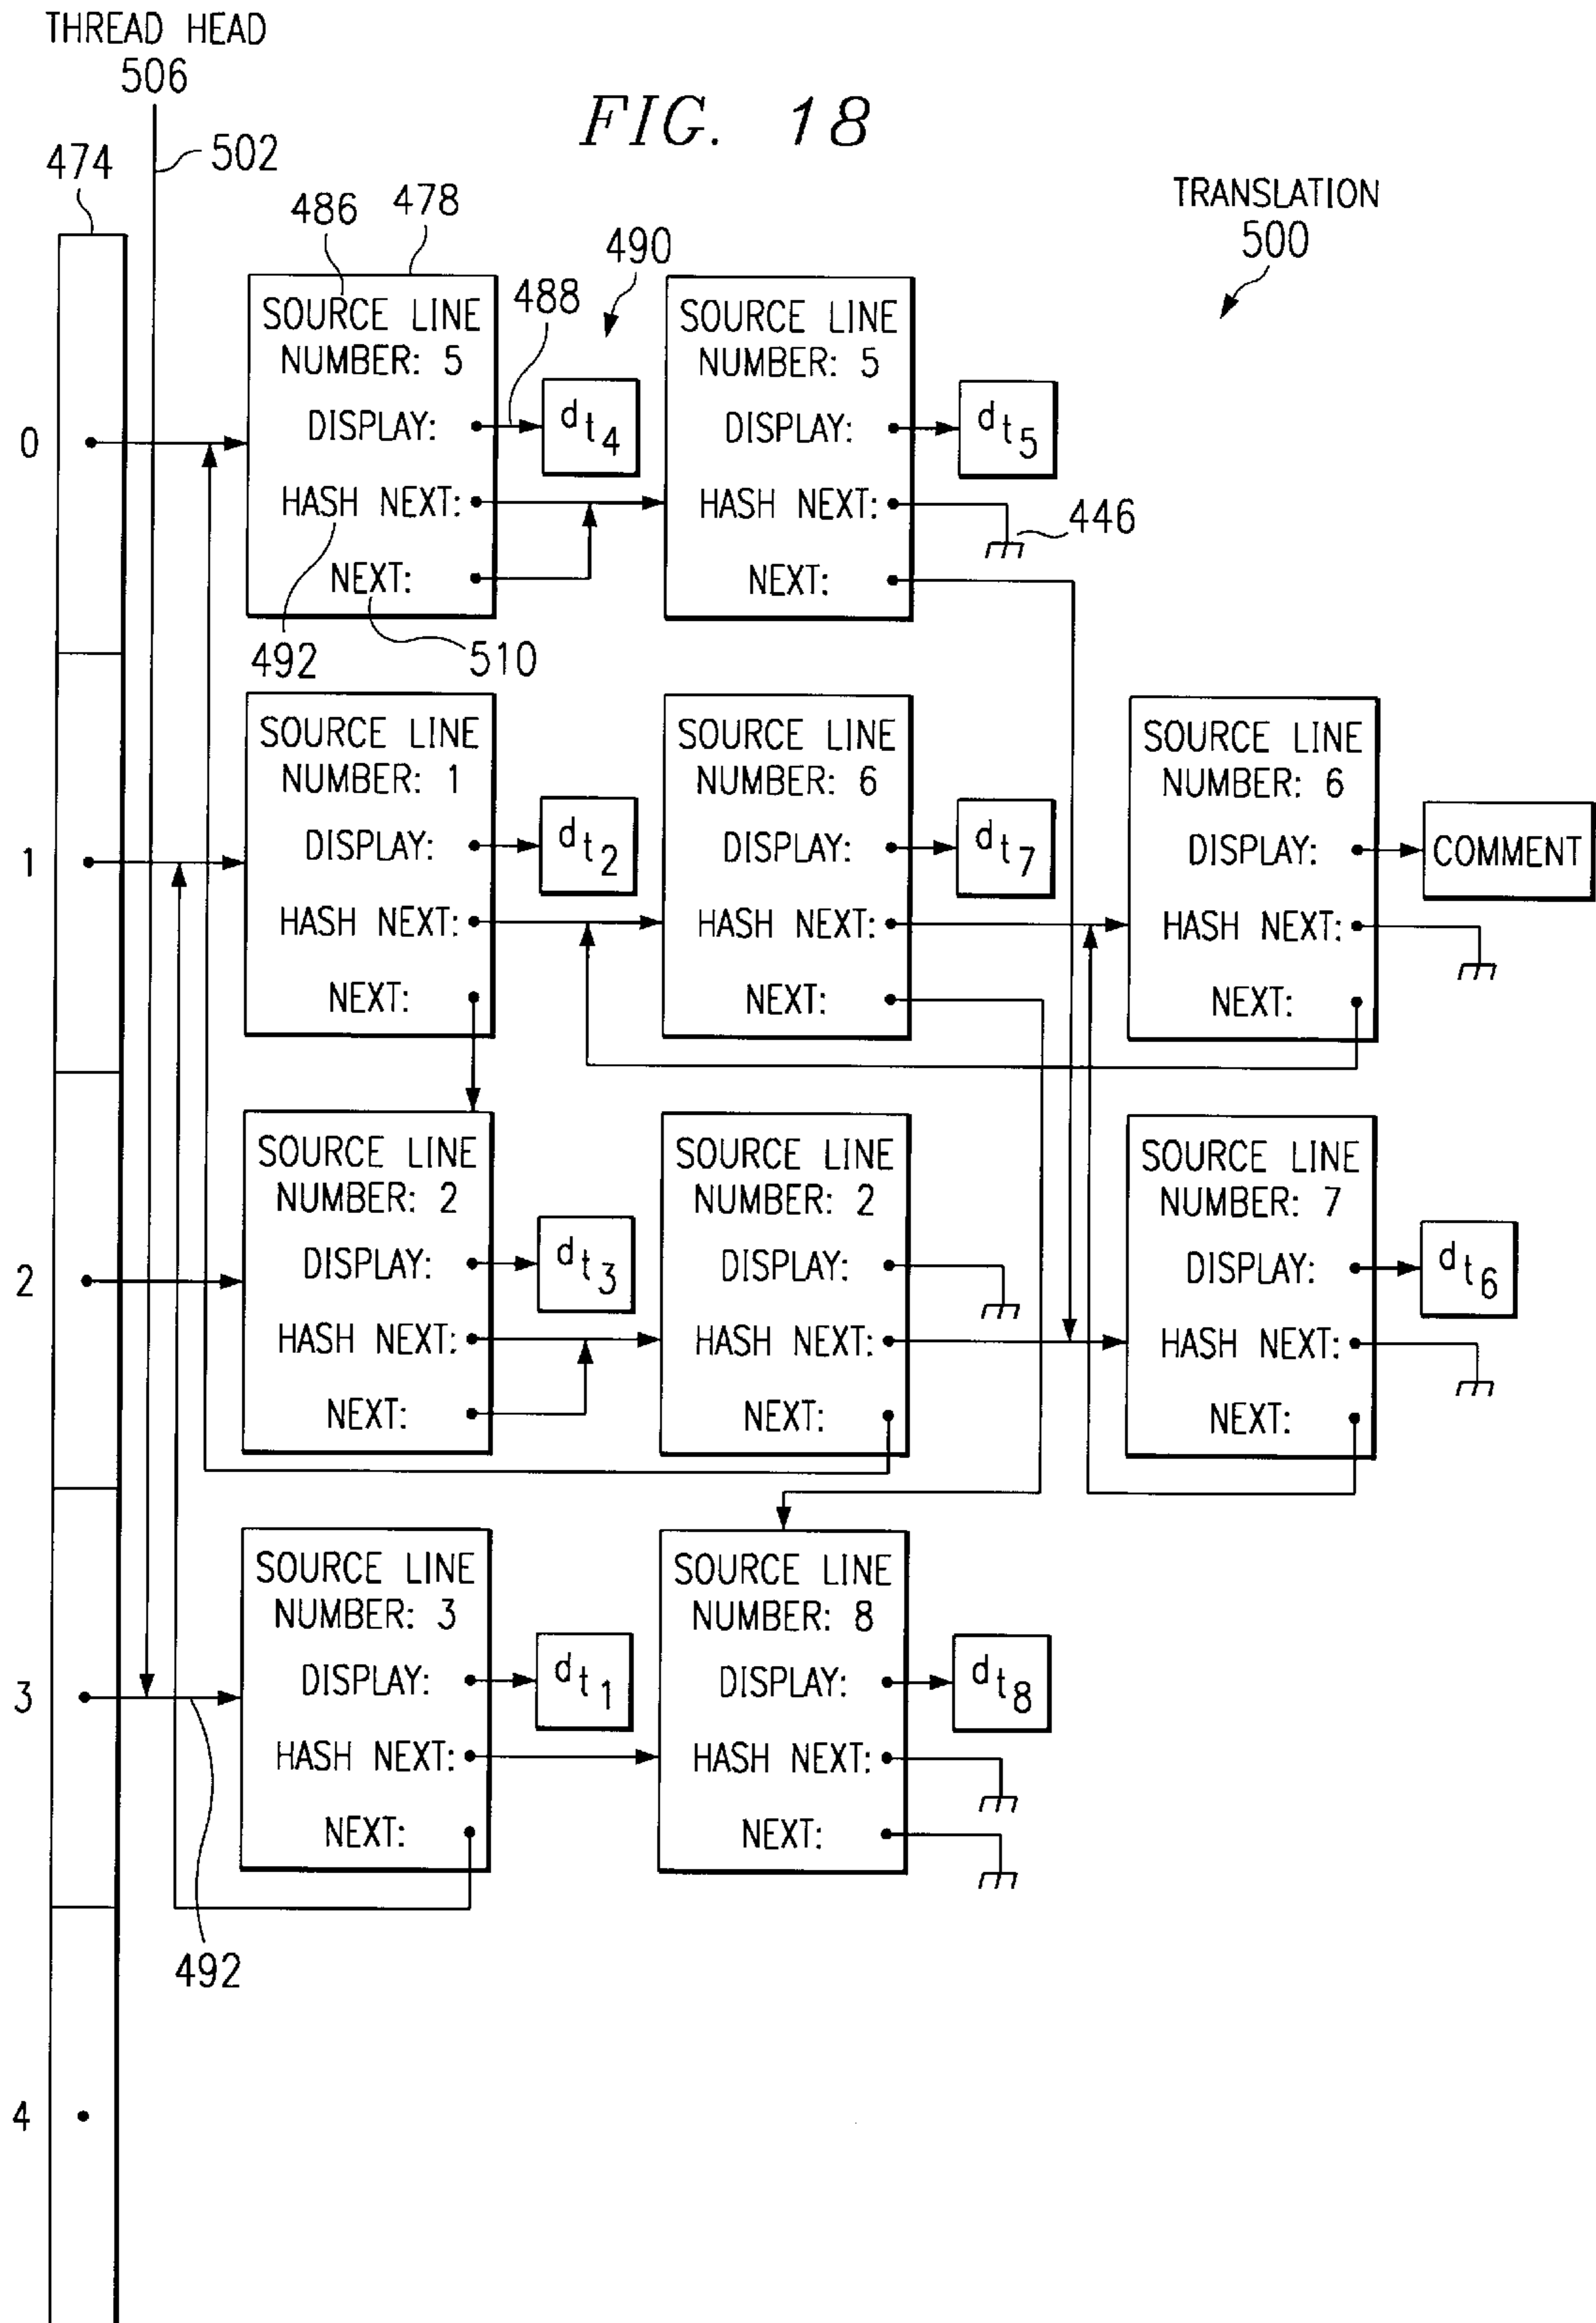 THREAD HEAD
506
FIG. 18
502
474
TRANSLATION
500
486
478
490
488
0
SOURCE LINE
NUMBER: 5
DISPLAY:
dt4
HASH NEXT:
NEXT:
492
510
SOURCE LINE
NUMBER: 5
DISPLAY:
dt5
HASH NEXT:
446
NEXT:
1
SOURCE LINE
NUMBER: 1
DISPLAY:
dt2
HASH NEXT:
NEXT:
SOURCE LINE
NUMBER: 6
DISPLAY:
dt7
HASH NEXT:
NEXT:
SOURCE LINE
NUMBER: 6
DISPLAY:
COMMENT
HASH NEXT:
NEXT:
2
SOURCE LINE
NUMBER: 2
DISPLAY:
dt3
HASH NEXT:
NEXT:
SOURCE LINE
NUMBER: 2
DISPLAY:
HASH NEXT:
NEXT:
SOURCE LINE
NUMBER: 7
DISPLAY:
dt6
HASH NEXT:
NEXT:
3
SOURCE LINE
NUMBER: 3
DISPLAY:
dt1
HASH NEXT:
NEXT:
492
SOURCE LINE
NUMBER: 8
DISPLAY:
dt8
HASH NEXT:
NEXT:
4